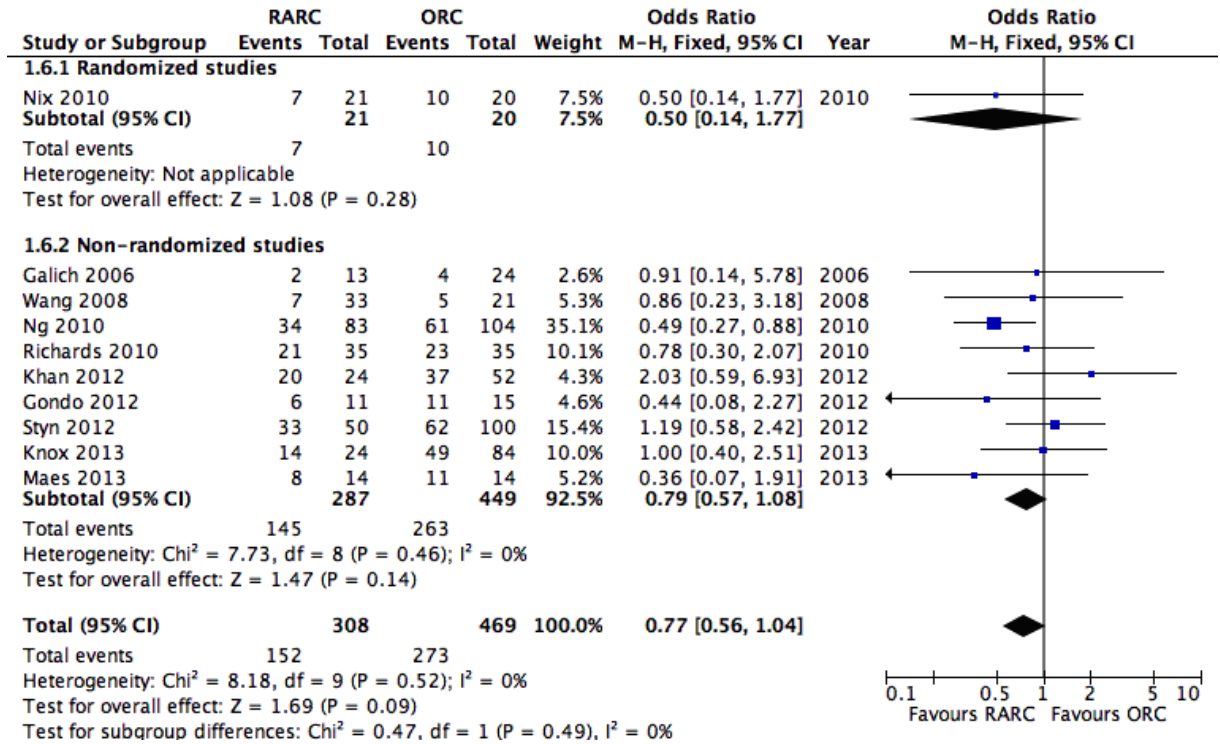 RARC ORC Odds Ratio Odds Ratio
Study or Subgroup Events Total Events Total Weight M-H, Fixed, 95% CI Year M-H, Fixed, 95% CI
1.6.1 Randomized studies
Nix 2010 7 21 10 20 7.5% 0.50 [0.14, 1.77] 2010
Subtotal (95% CI) 21 20 7.5% 0.50 [0.14, 1.77]
Total events 7 10
Heterogeneity: Not applicable
Test for overall effect: Z = 1.08 (P = 0.28)
1.6.2 Non-randomized studies
Galich 2006 2 13 4 24 2.6% 0.91 [0.14, 5.78] 2006
Wang 2008 7 33 5 21 5.3% 0.86 [0.23, 3.18] 2008
Ng 2010 34 83 61 104 35.1% 0.49 [0.27, 0.88] 2010
Richards 2010 21 35 23 35 10.1% 0.78 [0.30, 2.07] 2010
Khan 2012 20 24 37 52 4.3% 2.03 [0.59, 6.93] 2012
Gondo 2012 6 11 11 15 4.6% 0.44 [0.08, 2.27] 2012
Styn 2012 33 50 62 100 15.4% 1.19 [0.58, 2.42] 2012
Knox 2013 14 24 49 84 10.0% 1.00 [0.40, 2.51] 2013
Maes 2013 8 14 11 14 5.2% 0.36 [0.07, 1.91] 2013
Subtotal (95% CI) 287 449 92.5% 0.79 [0.57, 1.08]
Total events 145 263
Heterogeneity: Chi² = 7.73, df = 8 (P = 0.46); I² = 0%
Test for overall effect: Z = 1.47 (P = 0.14)
Total (95% CI) 308 469 100.0% 0.77 [0.56, 1.04]
Total events 152 273
Heterogeneity: Chi² = 8.18, df = 9 (P = 0.52); I² = 0%
Test for overall effect: Z = 1.69 (P = 0.09)
Test for subgroup differences: Chi² = 0.47, df = 1 (P = 0.49), I² = 0%
0.1 0.5 1 2 5 10
Favours RARC Favours ORC